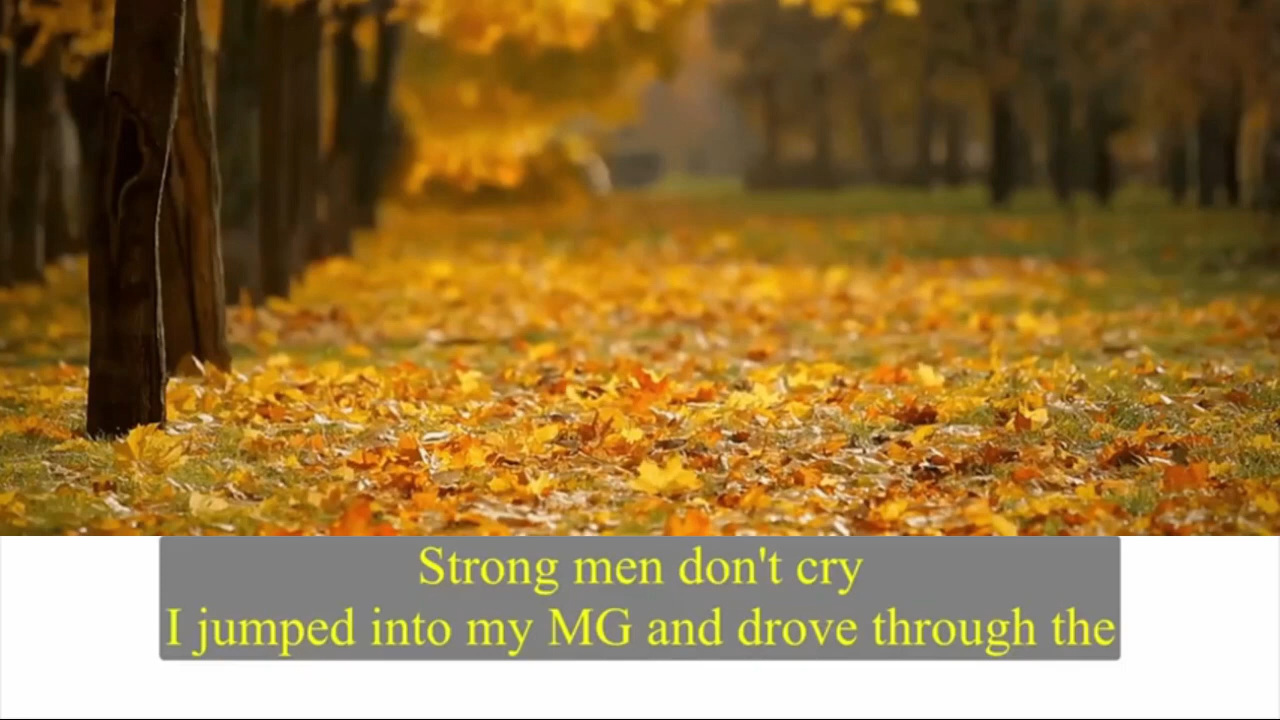 Strong men don't cry
I jumped into my MG and drove through the